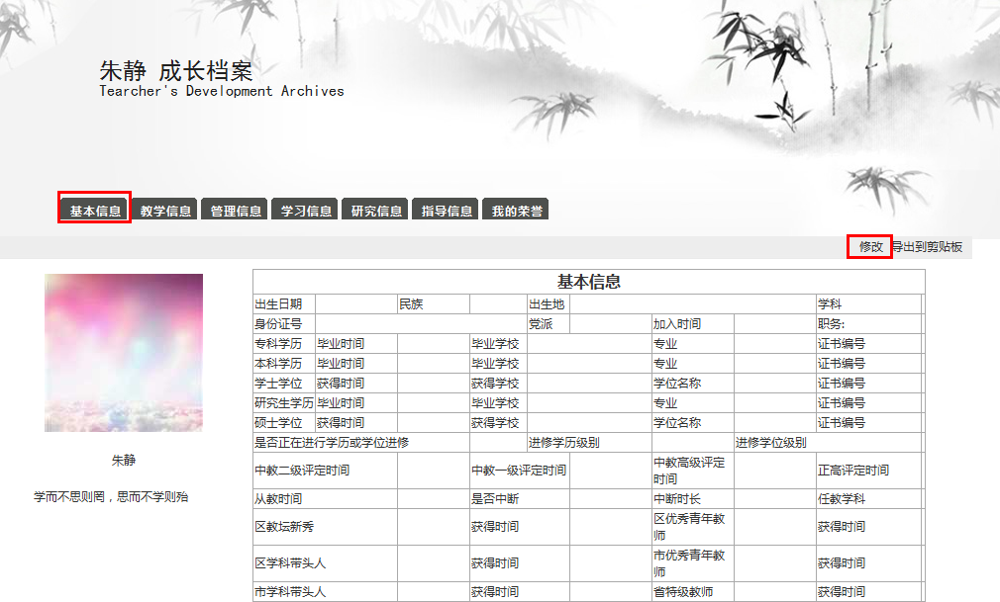 朱静 成长档案
Tearcher's Development Archives
基本信息 教学信息 管理信息 学习信息 研究信息 指导信息 我的荣誉
修改 导出到剪贴板
基本信息
出生日期 民族 出生地 学科
身份证号 党派 加入时间 职务:
专科学历 毕业时间 毕业学校 专业 证书编号
本科学历 毕业时间 毕业学校 专业 证书编号
学士学位 获得时间 获得学校 学位名称 证书编号
研究生学历 毕业时间 毕业学校 专业 证书编号
硕士学位 获得时间 获得学校 学位名称 证书编号
是否正在进行学历或学位进修 进修学历级别 进修学位级别
中教二级评定时间 中教一级评定时间 中教高级评定时间 正高评定时间
从教时间 是否中断 中断时长 任教学科
区教坛新秀 获得时间 区优秀青年教师 获得时间
区学科带头人 获得时间 市优秀青年教师 获得时间
市学科带头人 获得时间 省特级教师 获得时间
朱静
学而不思则罔，思而不学则殆